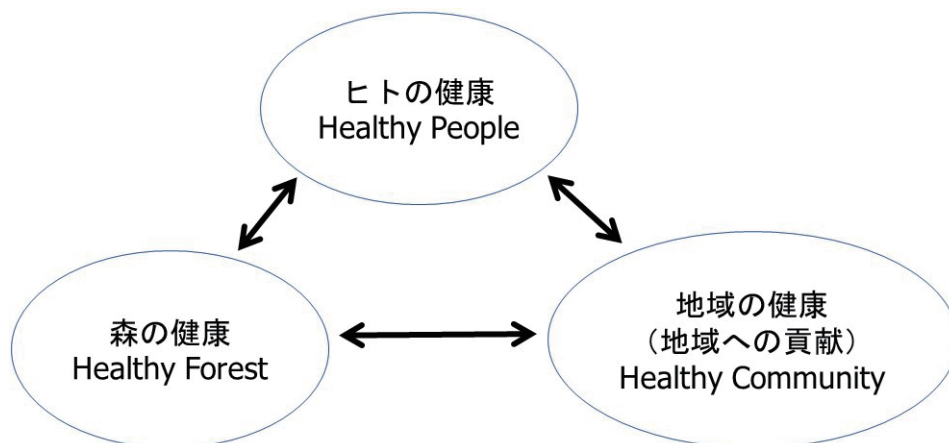 ヒトの健康
Healthy People
森の健康
Healthy Forest
地域の健康
（地域への貢献）
Healthy Community